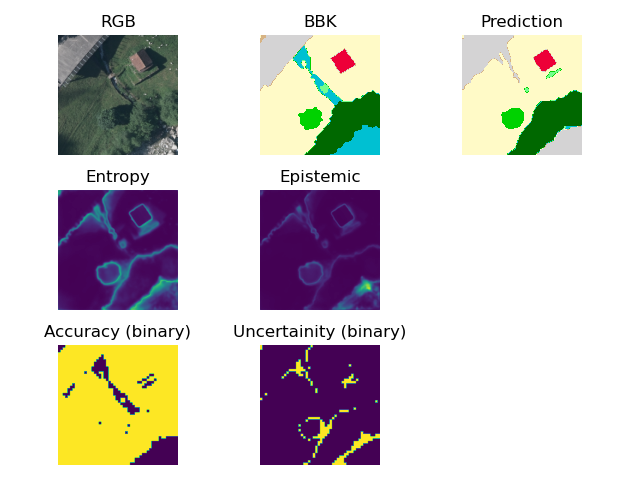 RGB
BBK
Prediction
Entropy
Epistemic
Accuracy (binary)
Uncertainity (binary)